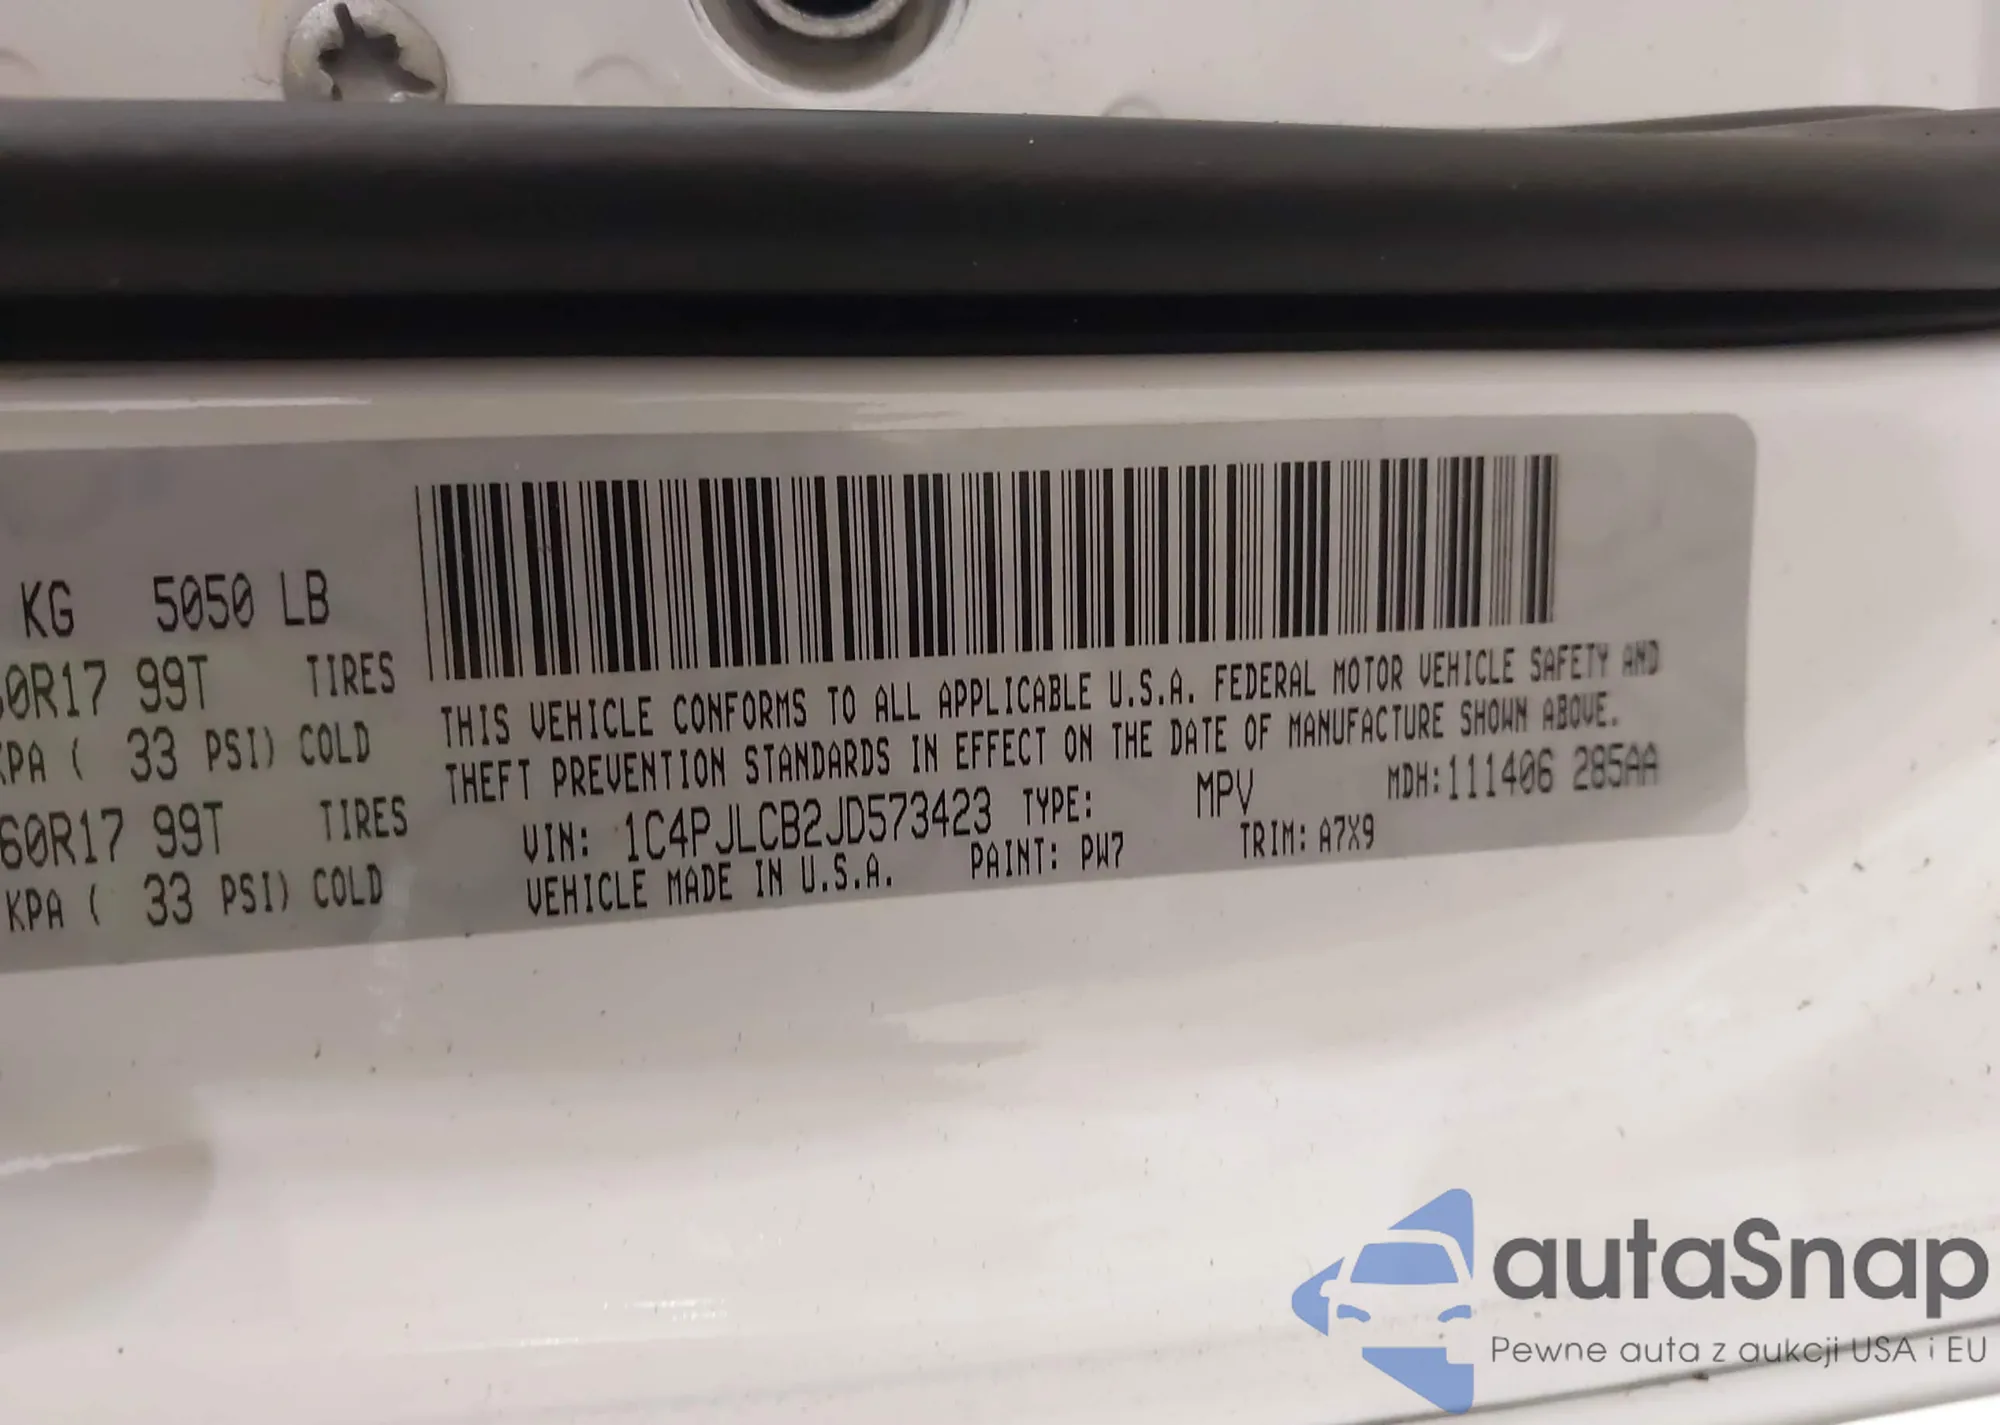 KG 5050 LB
60R17 99T TIRES
KPA ( 33 PSI) COLD
60R17 99T TIRES
KPA ( 33 PSI) COLD
THIS VEHICLE CONFORMS TO ALL APPLICABLE U.S.A. FEDERAL MOTOR VEHICLE SAFETY AND
THEFT PREVENTION STANDARDS IN EFFECT ON THE DATE OF MANUFACTURE SHOWN ABOVE.
VIN: 1C4PJLCB2JD573423 TYPE: MPV MDH:111406 285AA
VEHICLE MADE IN U.S.A. PAINT: PW7 TRIM: A7X9
autaSnap
Pewne auta z aukcji USA i EU